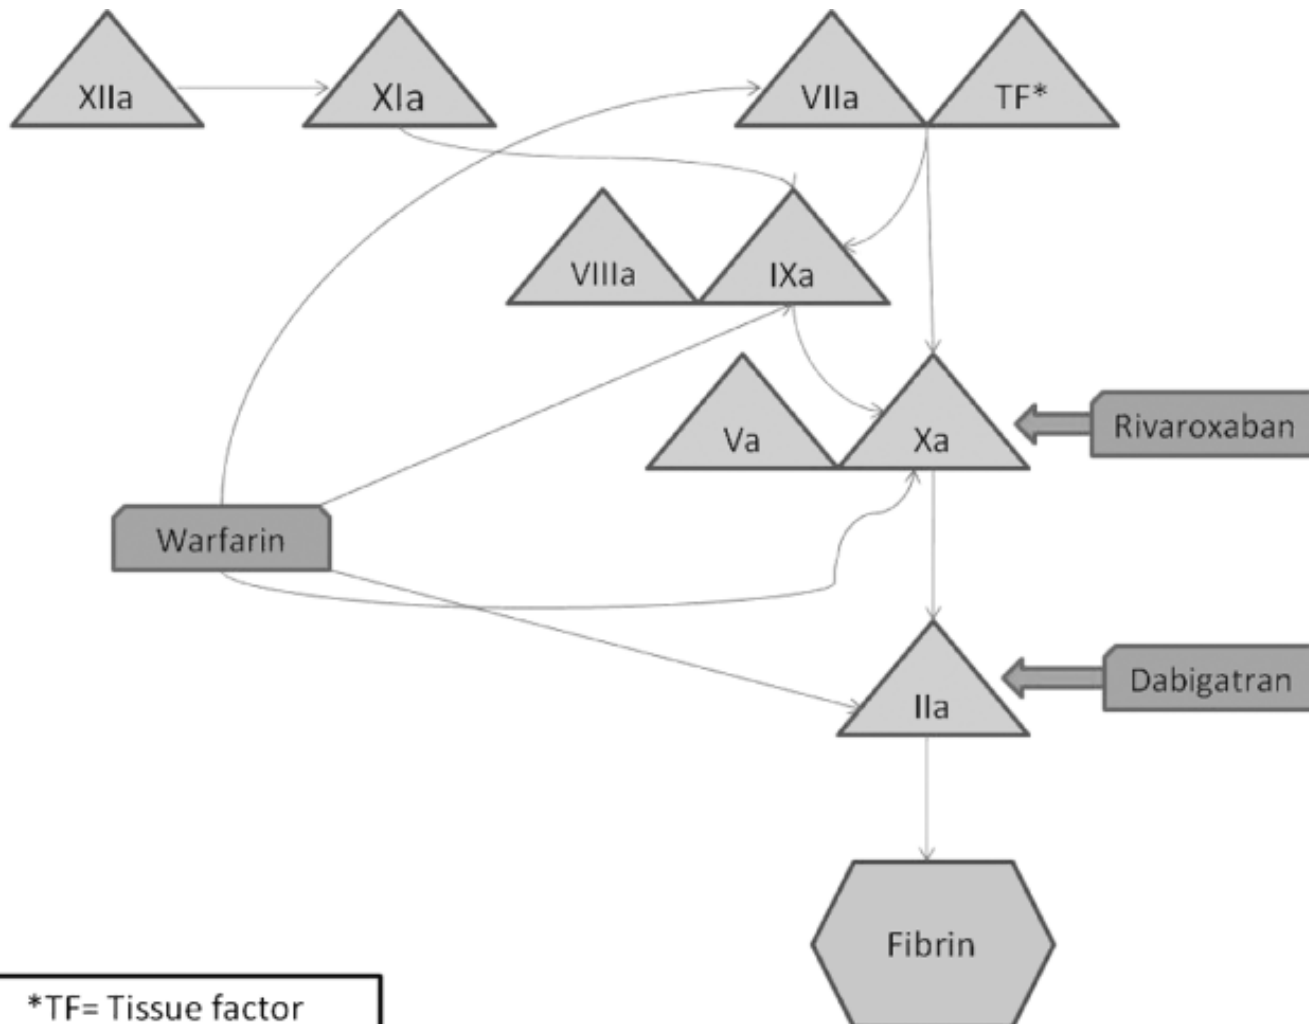 XIIa
XIa
VIIa
TF*
VIIIa
IXa
Va
Xa
Rivaroxaban
Warfarin
IIa
Dabigatran
Fibrin
*TF= Tissue factor